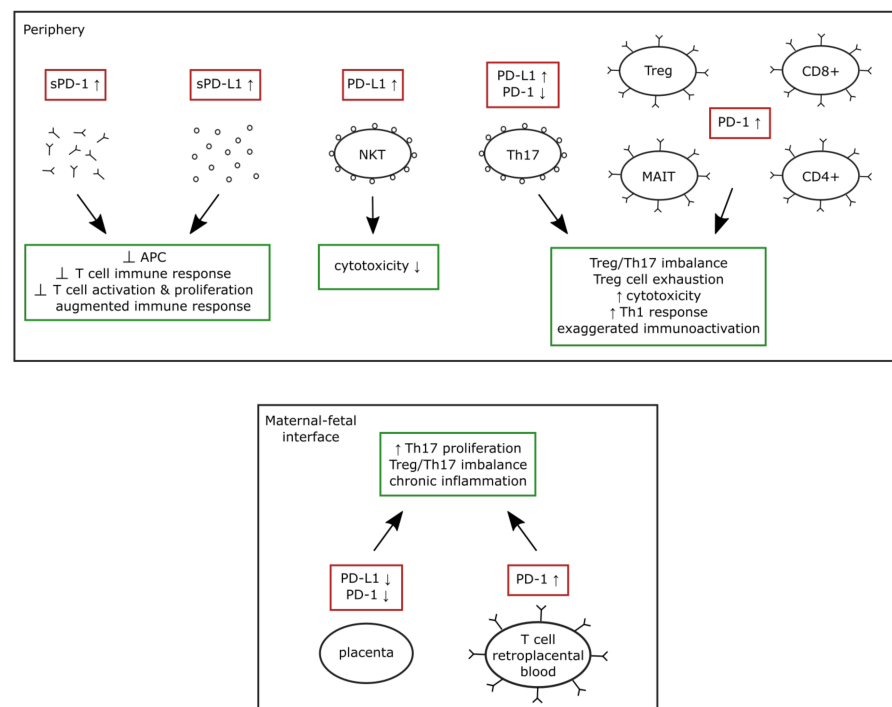 Periphery
sPD-1 ↑
sPD-L1 ↑
PD-L1 ↑
PD-L1 ↑
PD-1 ↓
Treg
CD8+
PD-1 ↑
NKT
Th17
MAIT
CD4+
⊥ APC
⊥ T cell immune response
⊥ T cell activation & proliferation
augmented immune response
cytotoxicity ↓
Treg/Th17 imbalance
Treg cell exhaustion
↑ cytotoxicity
↑ Th1 response
exaggerated immunoactivation
Maternal-fetal
interface
↑ Th17 proliferation
Treg/Th17 imbalance
chronic inflammation
PD-L1 ↓
PD-1 ↓
PD-1 ↑
placenta
T cell
retroplacental
blood